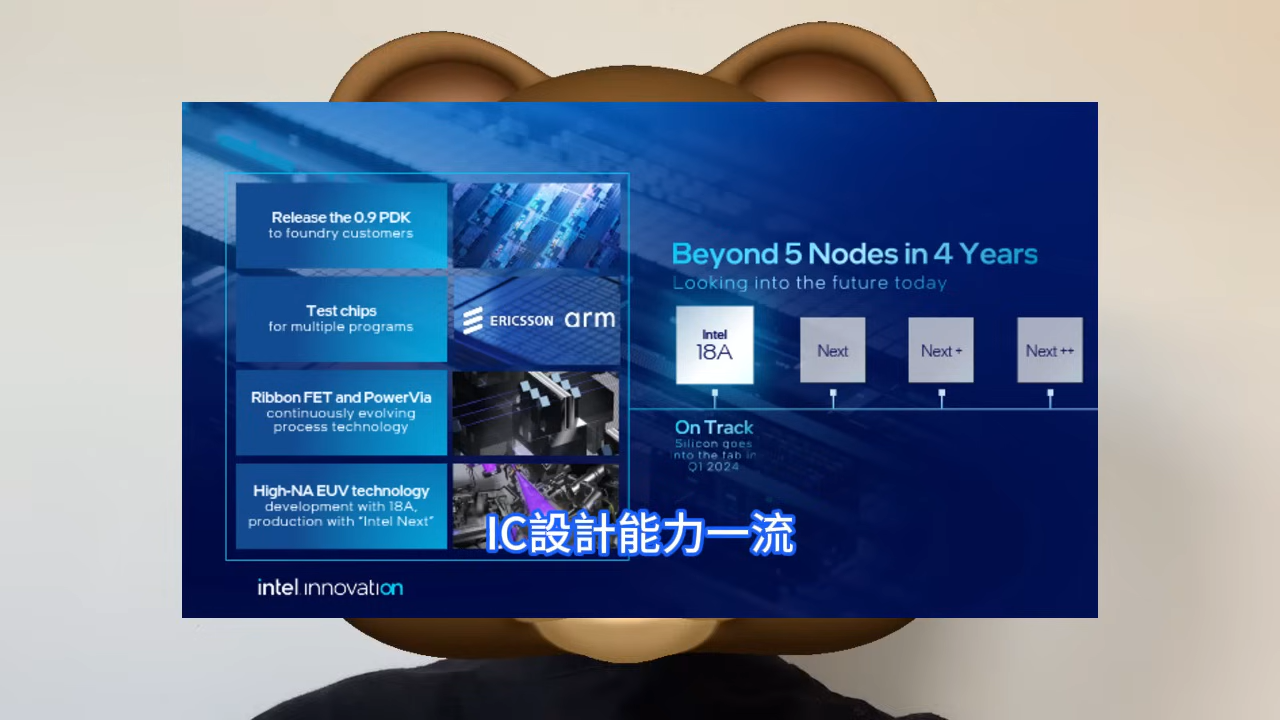 Release the 0.9 PDK
to foundry customers
Test chips
for multiple programs
ERICSSON arm
Ribbon FET and PowerVia
continuously evolving
process technology
High-NA EUV technology
development with 18A,
production with “Intel Next”
Beyond 5 Nodes in 4 Years
Looking into the future today
Intel
18A
Next
Next +
Next ++
On Track
Silicon goes
into the fab in
Q1 2024
IC設計能力一流
intel innovation